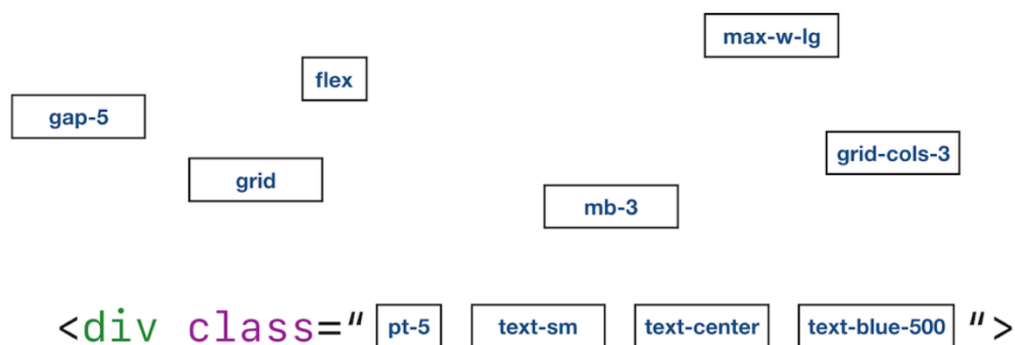 max-w-lg
flex
gap-5
grid-cols-3
grid
mb-3
<div class=“ pt-5 text-sm text-center text-blue-500 “>